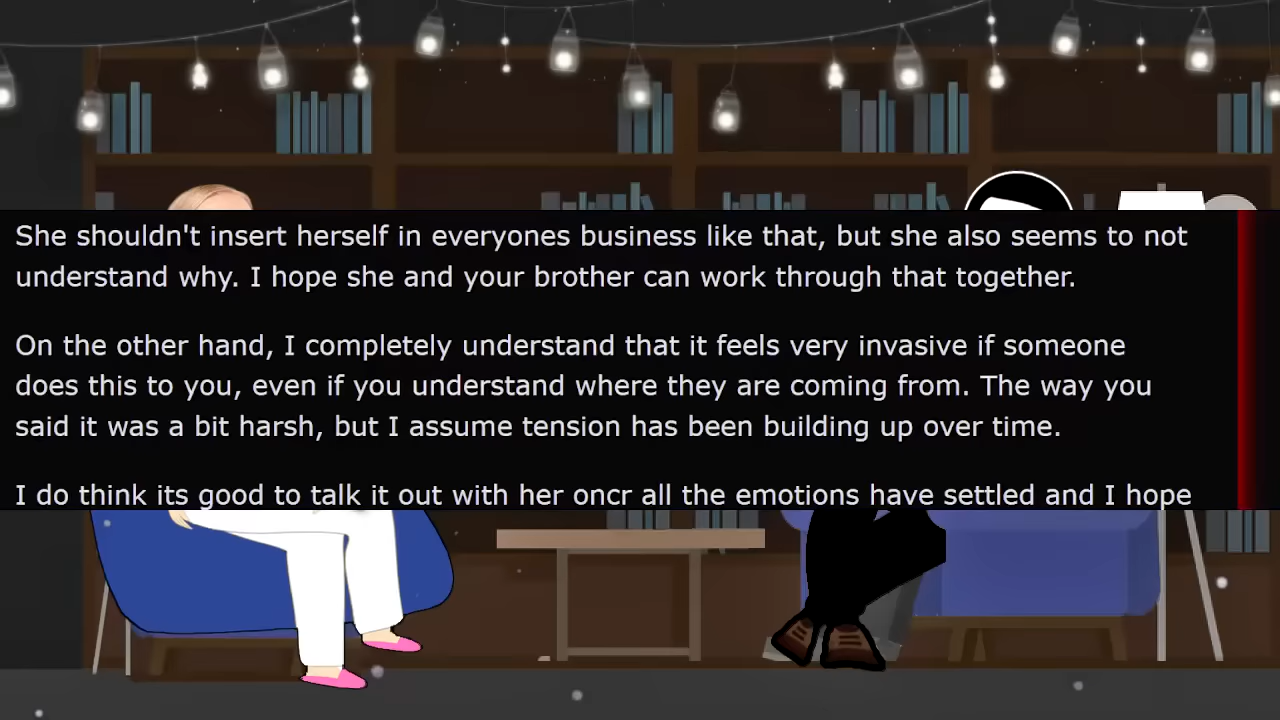 She shouldn't insert herself in everyones business like that, but she also seems to not
understand why. I hope she and your brother can work through that together.
On the other hand, I completely understand that it feels very invasive if someone
does this to you, even if you understand where they are coming from. The way you
said it was a bit harsh, but I assume tension has been building up over time.
I do think its good to talk it out with her oncr all the emotions have settled and I hope